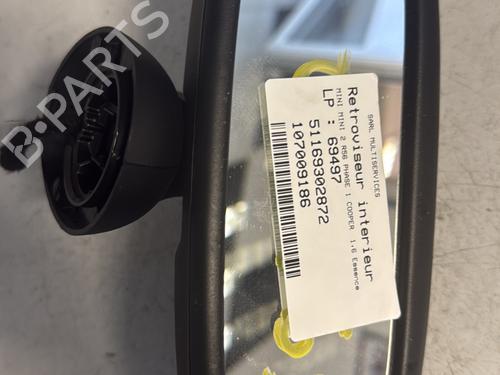 SARL MULTISERVICES
Retroviseur interieur
MINI MINI 2 R56 PHASE 1 COOPER 1.6 Essence
LP : 69497
51169302872
107009186
B-PARTS